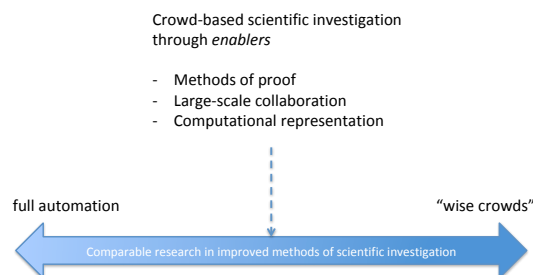 Crowd-based scientific investigation
through enablers
- Methods of proof
- Large-scale collaboration
- Computational representation
full automation
“wise crowds”
Comparable research in improved methods of scientific investigation